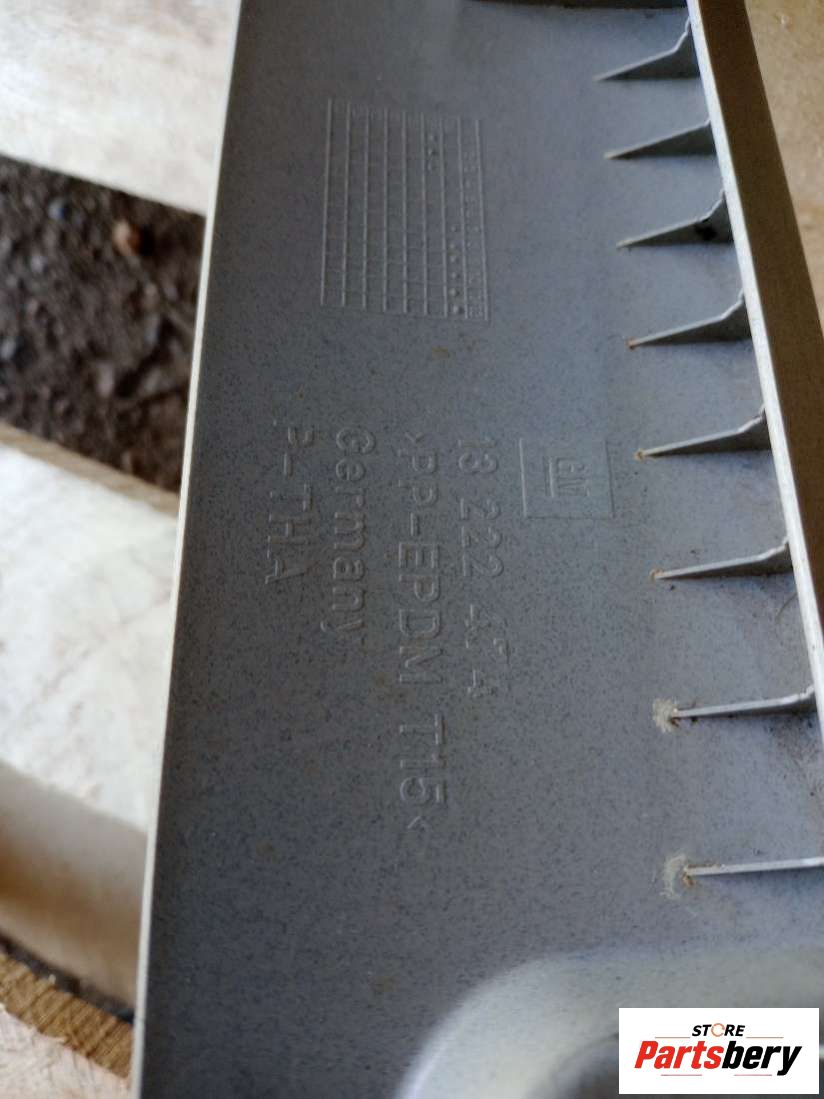 GM
13 222 474
>PP-EPDM T15<
Germany
B-THA
STORE
Partsbery